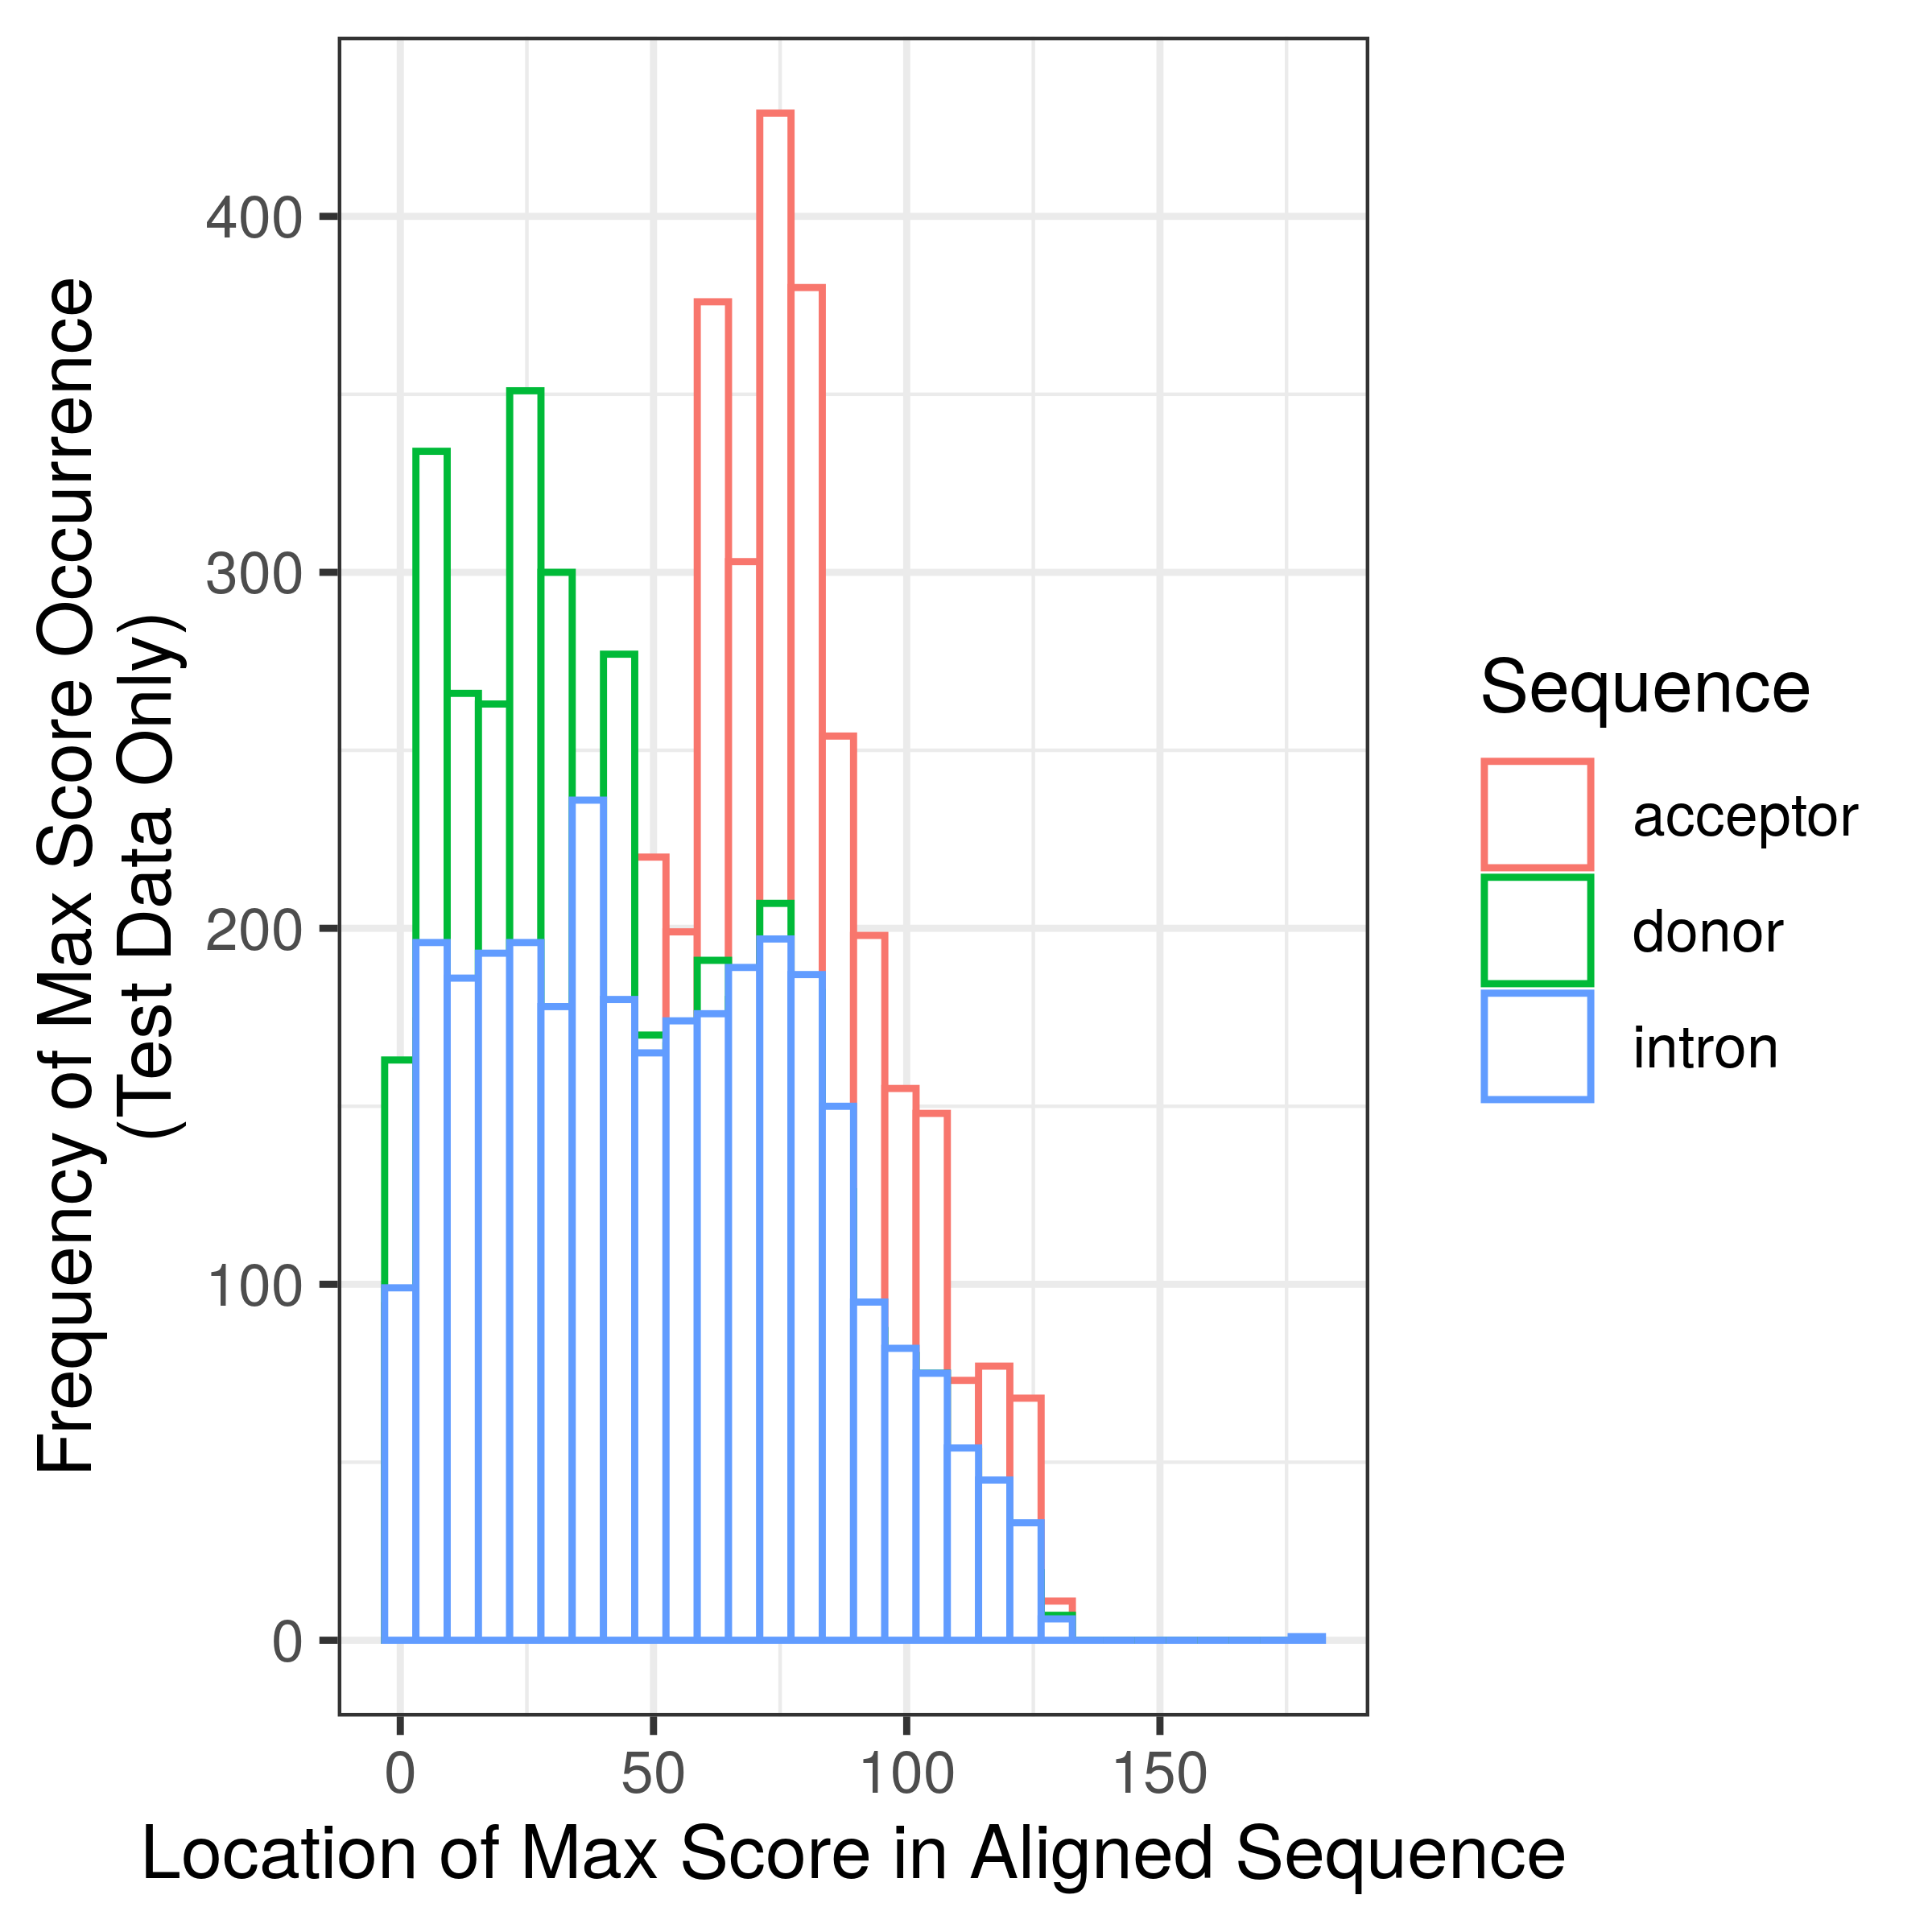 Frequency of Max Score Occurrence
(Test Data Only)
400
300
200
100
0
0
50
100
150
Location of Max Score in Aligned Sequence
Sequence
acceptor
donor
intron